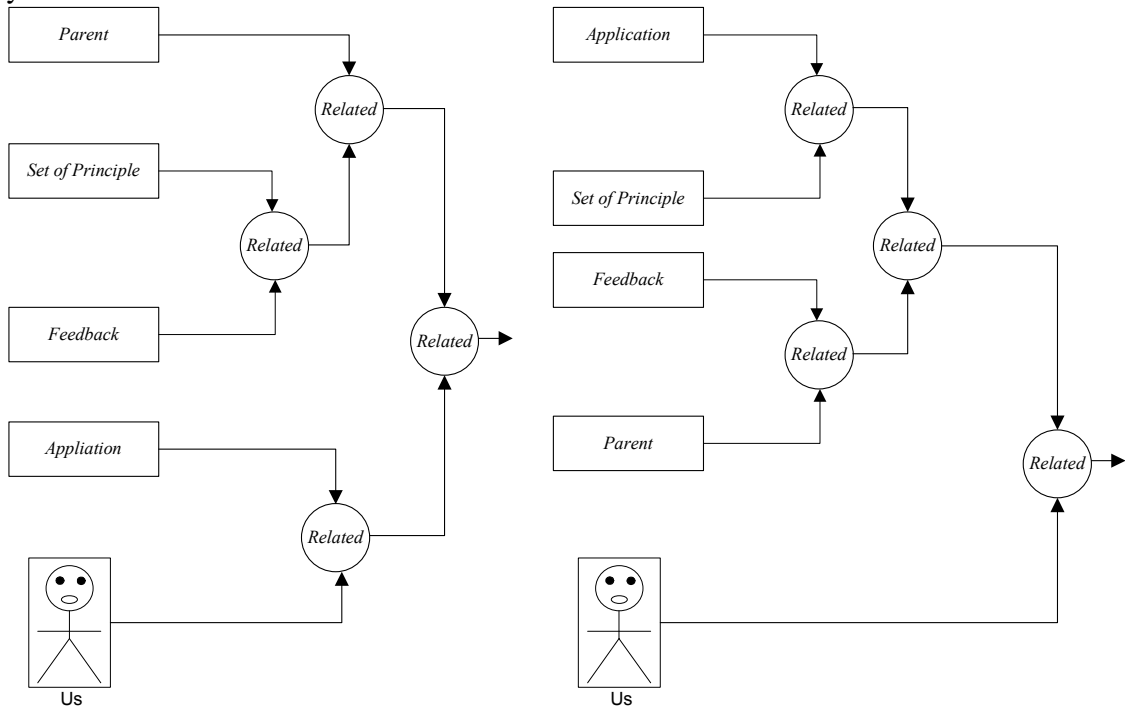 Parent
Related
Set of Principle
Related
Feedback
Related
Appliation
Related
Us
Application
Related
Set of Principle
Related
Feedback
Related
Parent
Related
Us